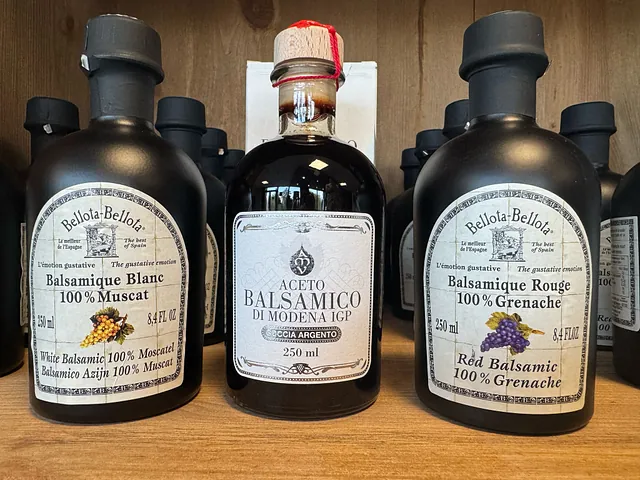 Bellota-Bellota®
Le meilleur
de l'Espagne
The best
of Spain
L'émotion gustative
The gustative emotion
Balsamique Blanc
100% Muscat
250 ml
8,4 FL OZ
White Balsamic 100% Moscatel
Balsamico Azijn 100% Muscat
ACETO
BALSAMICO
DI MODENA IGP
GOCCIA ARGENTO
250 ml
Bellota-Bellota®
Le meilleur
de l'Espagne
The best
of Spain
L'émotion gustative
The gustative emotion
Balsamique Rouge
100% Grenache
250 ml
8,4 FL OZ
Red Balsamic
100% Grenache